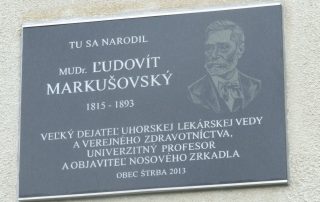 TU SA NARODIL
MUDr. ĽUDOVÍT
MARKUŠOVSKÝ
1815 - 1893
VEĽKÝ DEJATEĽ UHORSKEJ LEKÁRSKEJ VEDY
A VEREJNÉHO ZDRAVOTNÍCTVA,
UNIVERZITNÝ PROFESOR
A OBJAVITEĽ NOSOVÉHO ZRKADLA
OBEC ŠTRBA 2013